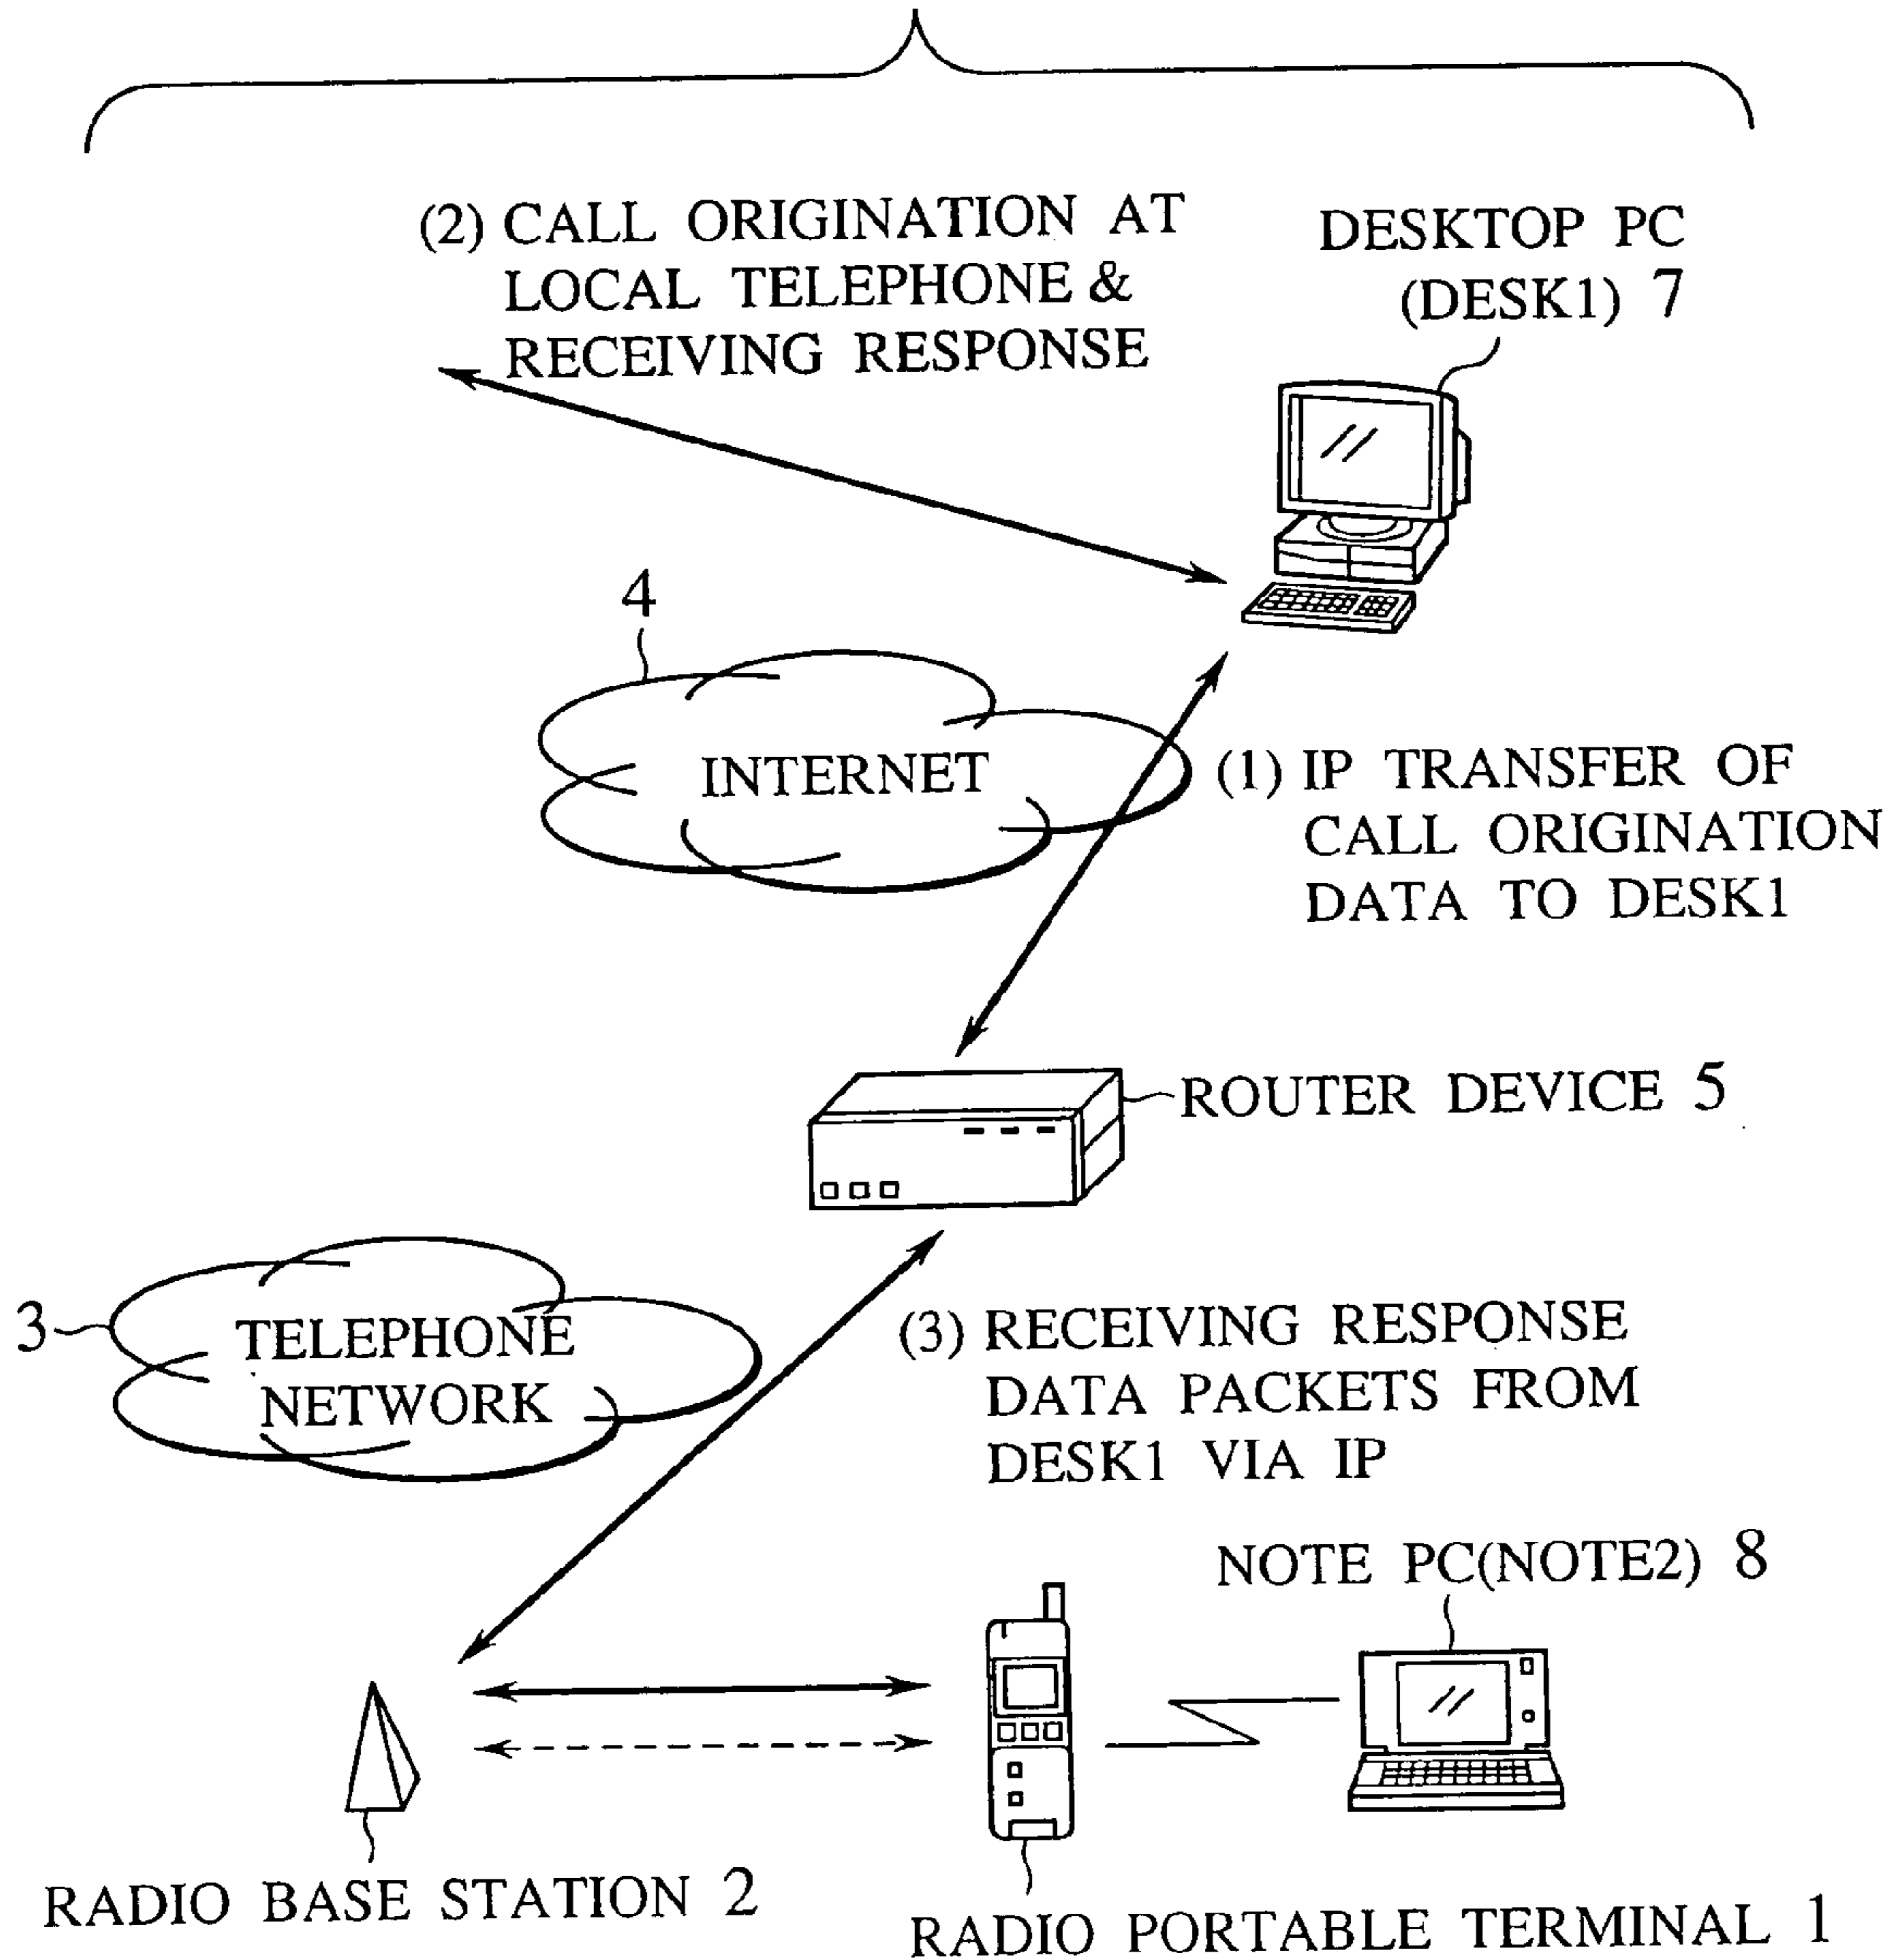 (2) CALL ORIGINATION AT
LOCAL TELEPHONE &
RECEIVING RESPONSE
DESKTOP PC
(DESK1) 7
4
INTERNET
(1) IP TRANSFER OF
CALL ORIGINATION
DATA TO DESK1
ROUTER DEVICE 5
3
TELEPHONE
NETWORK
(3) RECEIVING RESPONSE
DATA PACKETS FROM
DESK1 VIA IP
NOTE PC(NOTE2) 8
RADIO BASE STATION 2
RADIO PORTABLE TERMINAL 1